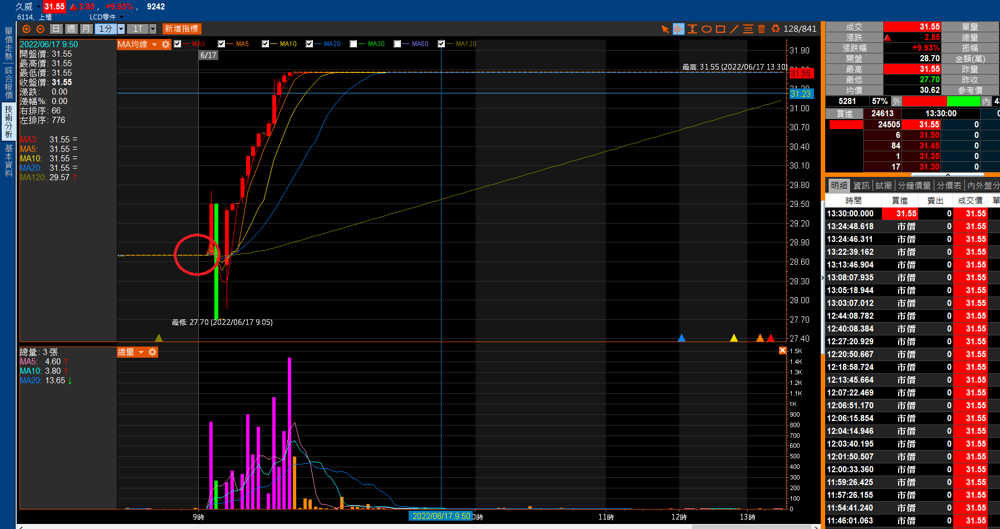 久威 31.55 ▲2.85 , +9.93% , 9242
6114, 上櫃 LCD零件
日 週 月 1分 1T 新增指標 128/841
量價走勢
綜合報價
技術分析
基本資料
2022/06/17 9:50
開盤價: 31.55
最高價: 31.55
最低價: 31.55
收盤價: 31.55
漲跌: 0.00
漲幅%: 0.00
右排序: 66
左排序: 776
MA3: 31.55 =
MA5: 31.55 =
MA10: 31.55 =
MA20: 31.55 =
MA120: 29.57 ↑
MA均線 MA3 MA5 MA10 MA20 MA30 MA60 MA120
6/17
最高: 31.55 (2022/06/17 13:30)
最低: 27.70 (2022/06/17 9:05)
31.90
31.55
31.23
31.00
30.70
30.40
30.10
29.80
29.50
29.20
28.90
28.60
28.30
28.00
27.70
27.40
總量: 3 張
MA5: 4.60 ↑
MA10: 3.80 ↑
MA20: 13.65 ↓
總量
1.5K
1.4K
1.3K
1.2K
1.1K
1K
900
800
700
600
500
400
300
200
100
0
9時 2022/06/17 9:50 0時 11時 12時 13時
成交 31.55 單量
漲跌 ▲ 2.85 總量
漲跌幅 +9.93% 振幅
開盤 28.70 金額(萬)
最高 31.55 昨量
最低 27.70 昨收
均價 30.62 參考價
5281 57% 外 內 43
買進 24613 13:30:00
24505 31.55 0
6 31.50 0
84 31.45 0
1 31.35 0
17 31.30 0
明細 資訊 試撮 分鐘價量 分價表 內外盤分
時間 買進 賣出 成交價 單
13:30:00.000 31.55 0 31.55
13:24:48.618 市價 0 31.55
13:24:46.311 市價 0 31.55
13:22:39.162 市價 0 31.55
13:13:46.904 市價 0 31.55
13:08:07.935 市價 0 31.55
13:05:18.944 市價 0 31.55
13:03:07.012 市價 0 31.55
12:44:08.782 市價 0 31.55
12:40:08.384 市價 0 31.55
12:27:20.929 市價 0 31.55
12:20:50.667 市價 0 31.55
12:18:58.724 市價 0 31.55
12:13:45.664 市價 0 31.55
12:07:22.469 市價 0 31.55
12:06:51.170 市價 0 31.55
12:06:15.854 市價 0 31.55
12:04:14.946 市價 0 31.55
12:03:40.195 市價 0 31.55
12:01:50.507 市價 0 31.55
12:00:33.360 市價 0 31.55
11:59:26.425 市價 0 31.55
11:57:26.155 市價 0 31.55
11:54:41.240 市價 0 31.55
11:46:01.063 市價 0 31.55